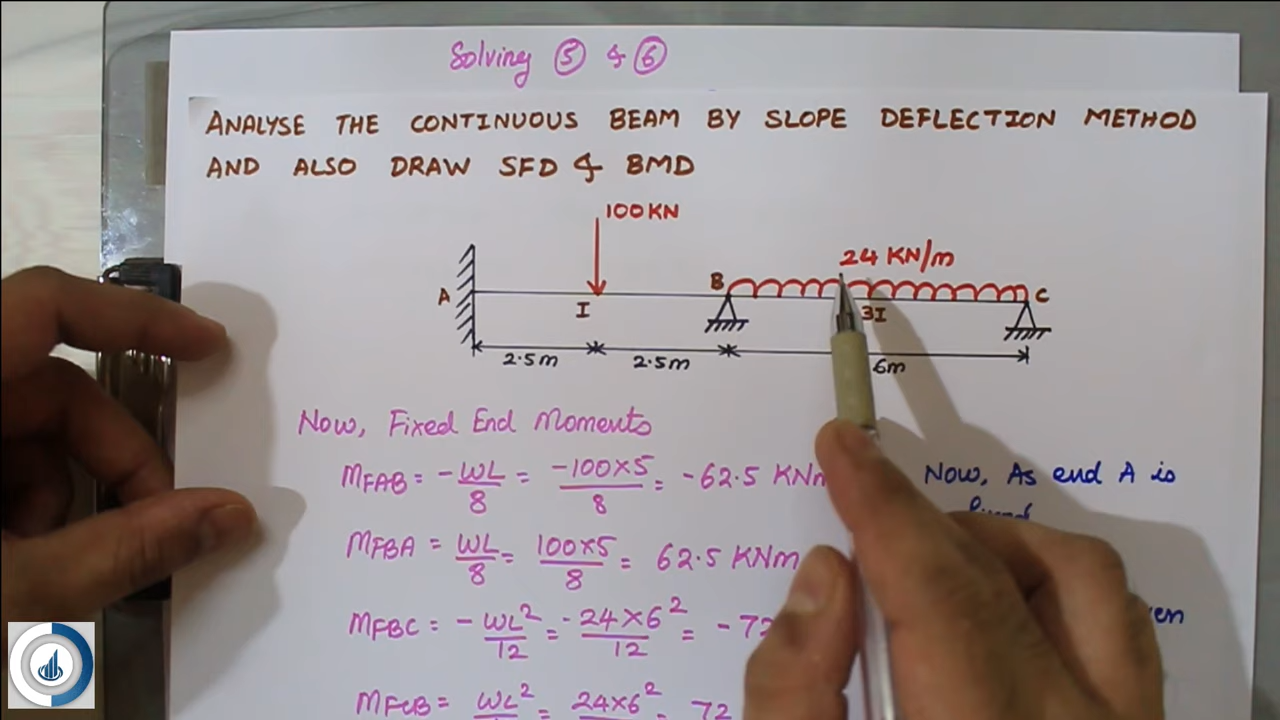 Solving ⑤ & ⑥
ANALYSE THE CONTINUOUS BEAM BY SLOPE DEFLECTION METHOD
AND ALSO DRAW SFD & BMD
100 KN
24 KN/m
A
B
C
I
3I
2.5m
2.5m
6m
Now, Fixed End Moments
MFAB = -WL/8 = -100×5/8 = -62.5 KNm
Now, As end A is
MFBA = WL/8 = 100×5/8 = 62.5 KNm
MFBC = -WL²/12 = -24×6²/12 = -72
MFCB = WL² = 24×6² = 72